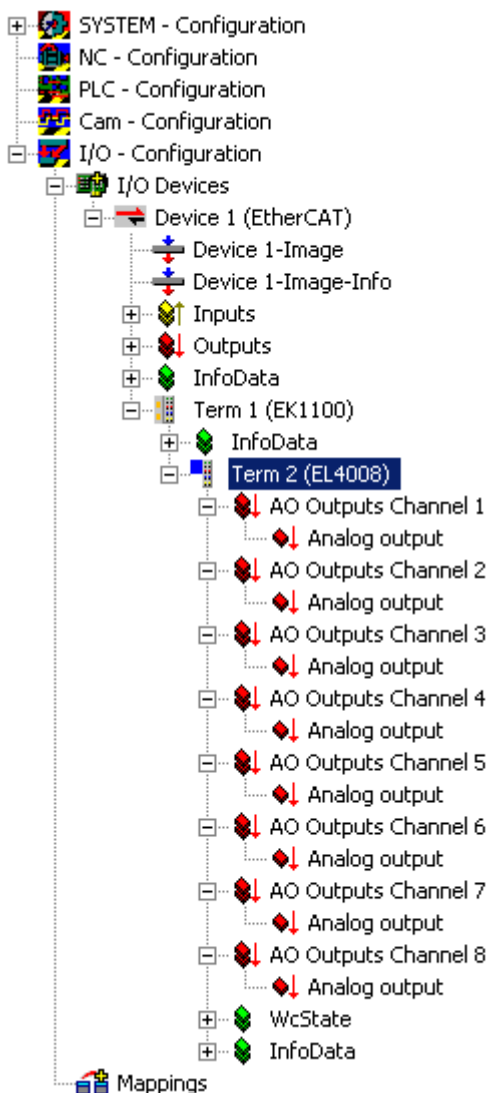 SYSTEM - Configuration
NC - Configuration
PLC - Configuration
Cam - Configuration
I/O - Configuration
I/O Devices
Device 1 (EtherCAT)
Device 1-Image
Device 1-Image-Info
Inputs
Outputs
InfoData
Term 1 (EK1100)
InfoData
Term 2 (EL4008)
AO Outputs Channel 1
Analog output
AO Outputs Channel 2
Analog output
AO Outputs Channel 3
Analog output
AO Outputs Channel 4
Analog output
AO Outputs Channel 5
Analog output
AO Outputs Channel 6
Analog output
AO Outputs Channel 7
Analog output
AO Outputs Channel 8
Analog output
WcState
InfoData
Mappings